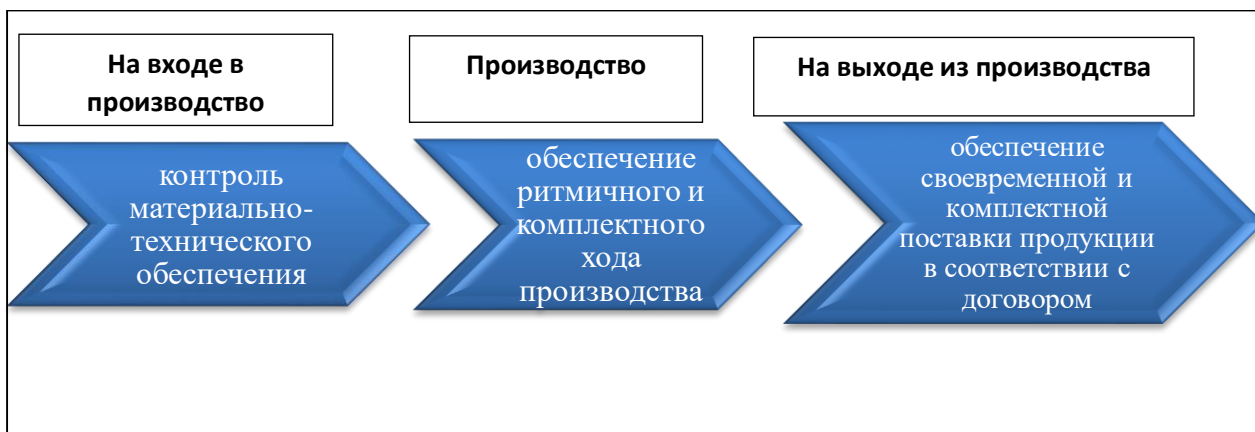 На входе в
производство
контроль
материально-
технического
обеспечения
Производство
обеспечение
ритмичного и
комплектного
хода
производства
На выходе из производства
обеспечение
своевременной и
комплектной
поставки продукции
в соответствии с
договором